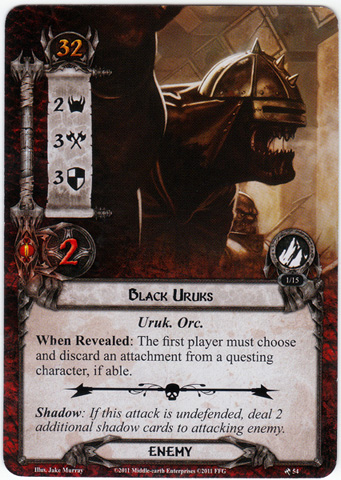 32
2
3
3
2
BLACK URUKS
1/15
Uruk. Orc.
When Revealed: The first player must choose
and discard an attachment from a questing
character, if able.
Shadow: If this attack is undefended, deal 2
additional shadow cards to attacking enemy.
ENEMY
Illus. Jake Murray
©2011 Middle-earth Enterprises ©2011 FFG
54